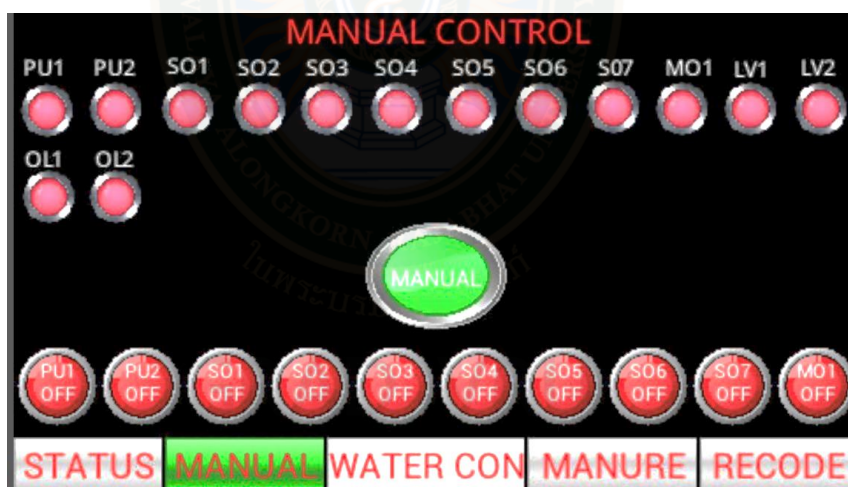 MANUAL CONTROL
PU1 PU2 SO1 SO2 SO3 SO4 SO5 SO6 S07 MO1 LV1 LV2
OL1 OL2
MANUAL
PU1 OFF
PU2 OFF
SO1 OFF
SO2 OFF
SO3 OFF
SO4 OFF
SO5 OFF
SO6 OFF
SO7 OFF
MO1 OFF
STATUS MANUAL WATER CON MANURE RECODE